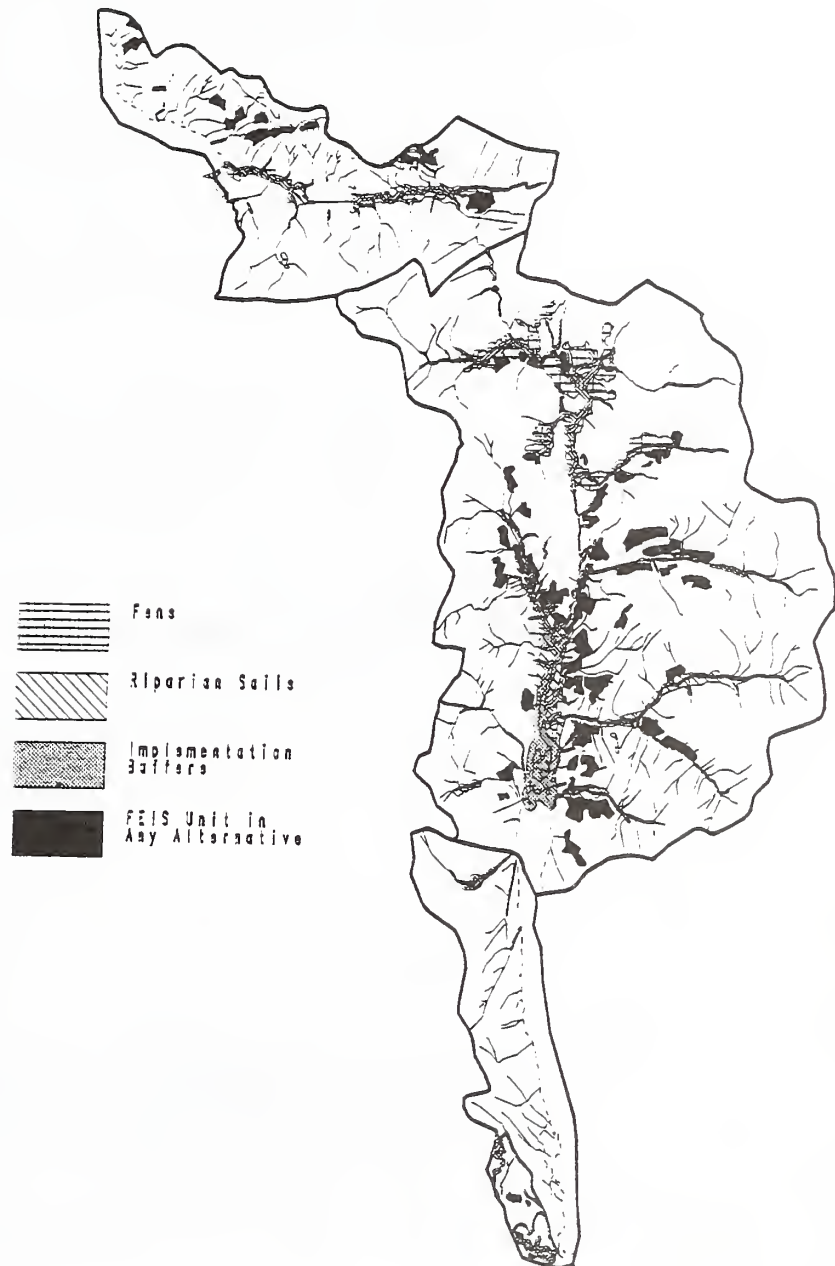 Fens
Riparian Soils
Implementation
Buffers
FEIS Unit in
Any Alternative